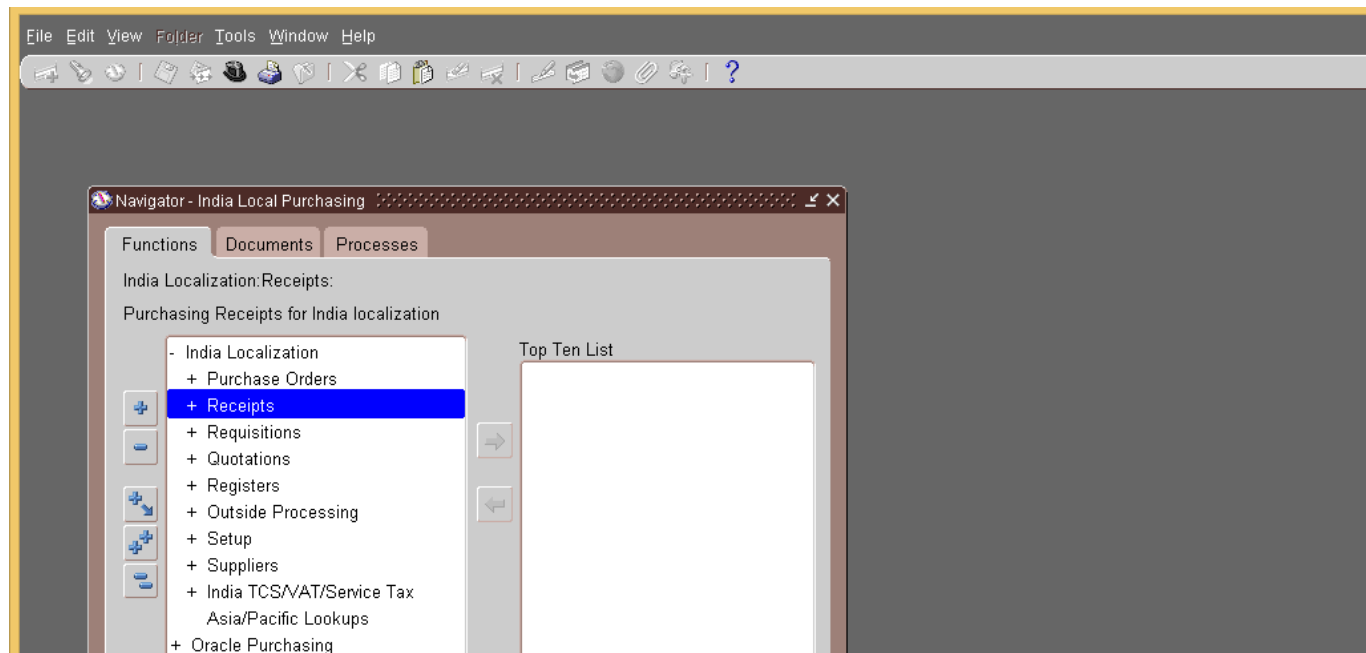 File Edit View Folder Tools Window Help
?
Navigator - India Local Purchasing
Functions Documents Processes
India Localization:Receipts:
Purchasing Receipts for India localization
- India Localization
+ Purchase Orders
+ Receipts
+ Requisitions
+ Quotations
+ Registers
+ Outside Processing
+ Setup
+ Suppliers
+ India TCS/VAT/Service Tax
Asia/Pacific Lookups
+ Oracle Purchasing
Top Ten List